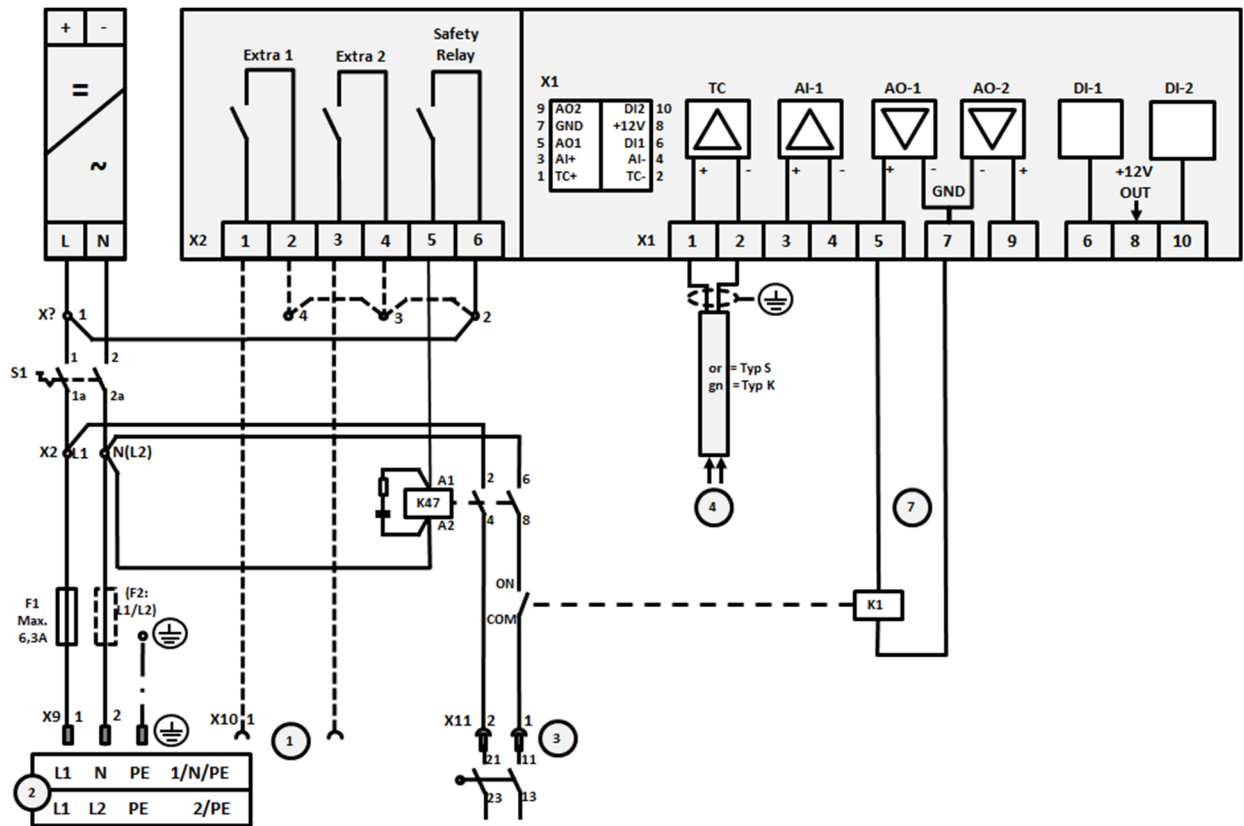 + -
=
~
L N
Extra 1 Extra 2 Safety
Relay
X2 1 2 3 4 5 6
X1
9 AO2 DI2 10
7 GND +12V 8
5 AO1 DI1 6
3 AI+ AI- 4
1 TC+ TC- 2
TC AI-1 AO-1 AO-2 DI-1 DI-2
+ - + - + - - +
GND
+12V
OUT
X1 1 2 3 4 5 7 9 6 8 10
X? 1 4 3 2
1 2
S1
1a 2a
or = Typ S
gn = Typ K
X2 L1 N(L2)
A1 2 6
K47
A2 4 8
4
7
ON
COM
K1
F1
Max.
6,3A
(F2:
L1/L2)
X9 1 2
X10 1
1
X11 2 1
3
21 11
23 13
2
L1 N PE 1/N/PE
L1 L2 PE 2/PE